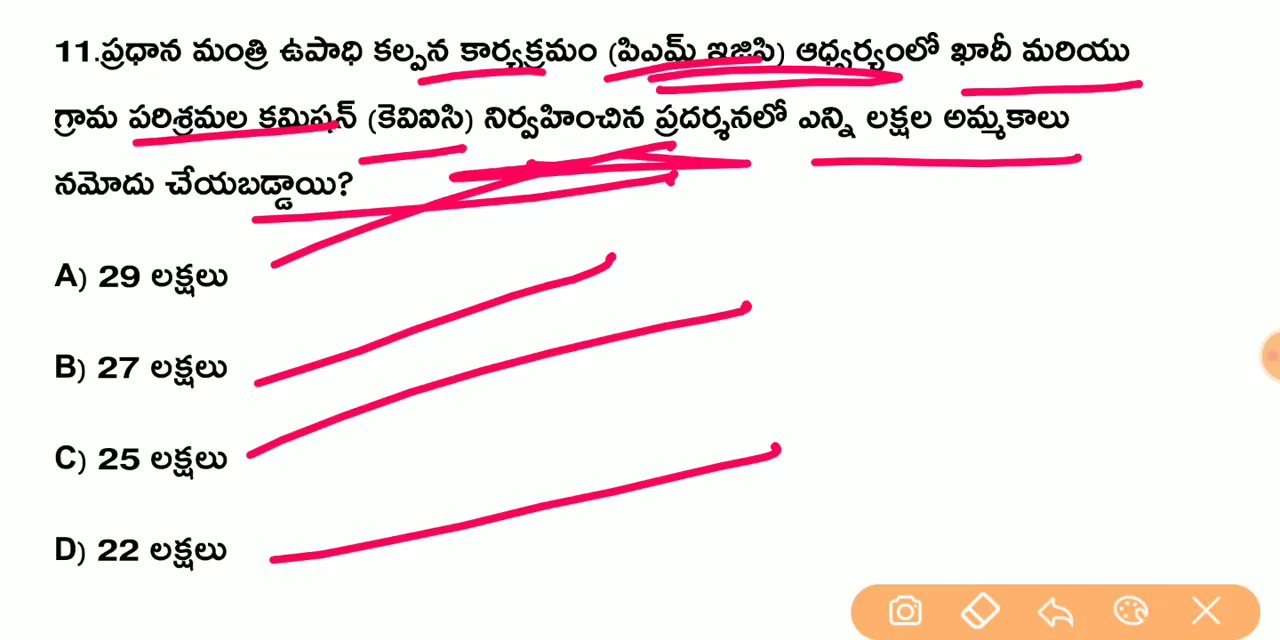 11.ప్రధాన మంత్రి ఉపాధి కల్పన కార్యక్రమం (పిఎమ్ ఇజిసి) ఆధ్వర్యంలో ఖాదీ మరియు
గ్రామ పరిశ్రమల కమిషన్ (కెవిఐసి) నిర్వహించిన ప్రదర్శనలో ఎన్ని లక్షల అమ్మకాలు
నమోదు చేయబడ్డాయి?
A) 29 లక్షలు
B) 27 లక్షలు
C) 25 లక్షలు
D) 22 లక్షలు